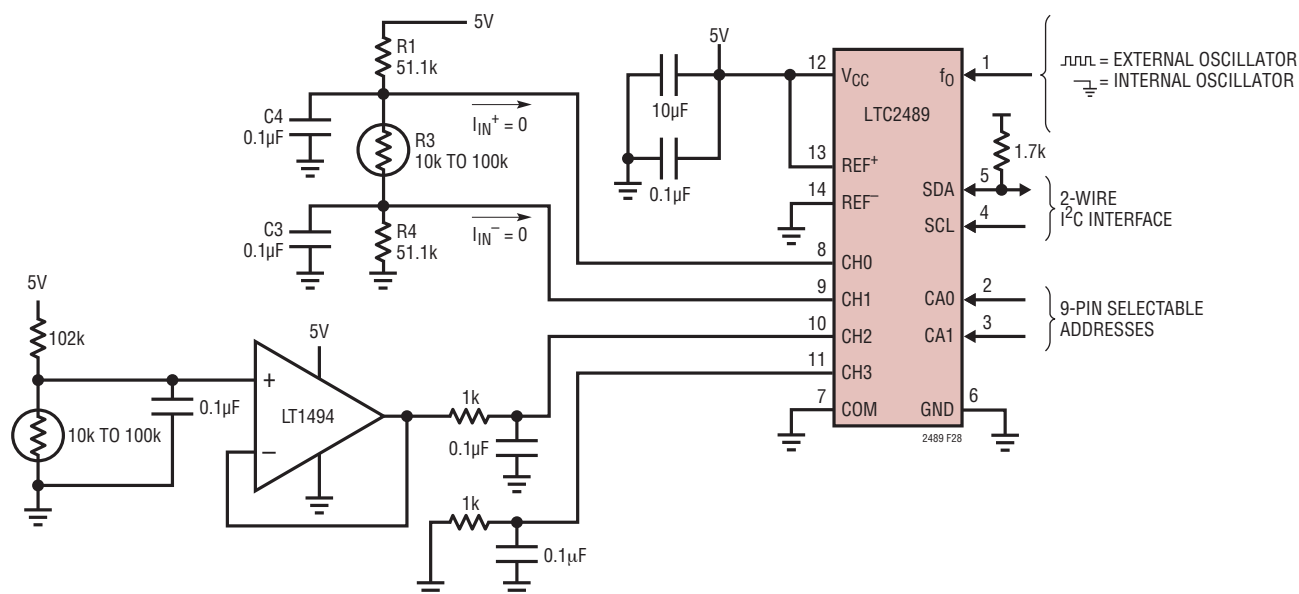 5V
R1
51.1k
C4
0.1µF
I_IN⁺ = 0
R3
10k TO 100k
C3
0.1µF
I_IN⁻ = 0
R4
51.1k
5V
102k
0.1µF
10k TO 100k
5V
+
LT1494
–
1k
0.1µF
1k
0.1µF
5V
10µF
0.1µF
12
V_CC
13
REF⁺
14
REF⁻
8
CH0
9
CH1
10
CH2
11
CH3
7
COM
LTC2489
f_O
1
= EXTERNAL OSCILLATOR
= INTERNAL OSCILLATOR
1.7k
SDA
5
SCL
4
2-WIRE
I²C INTERFACE
CA0
2
CA1
3
9-PIN SELECTABLE
ADDRESSES
GND
6
2489 F28